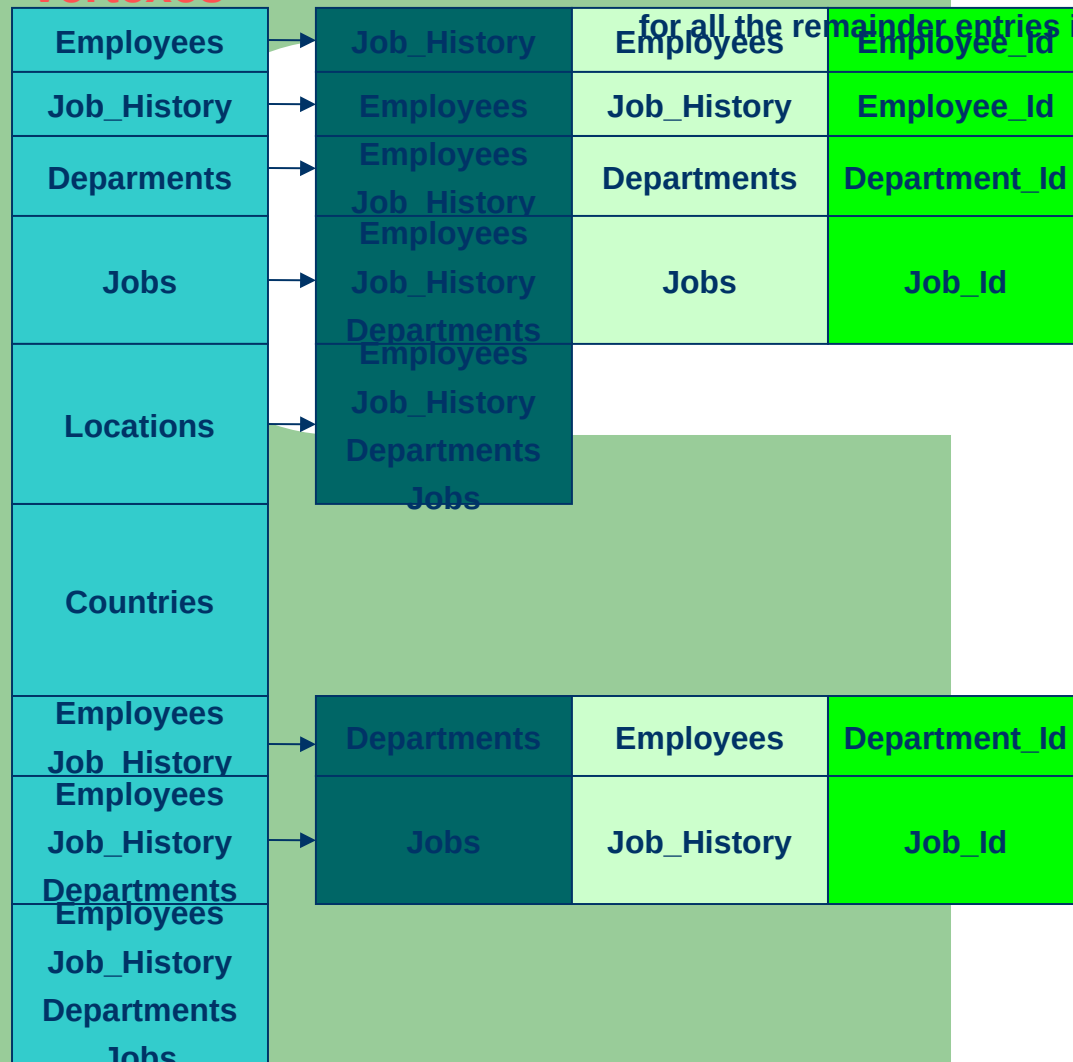 Vertexes
for all the remainder entries i
Employees Job_History Employees Employee_Id
Job_History Employees Job_History Employee_Id
Deparments Employees Job_History Departments Department_Id
Jobs Employees Job_History Departments Jobs Job_Id
Locations Employees Job_History Departments Jobs
Countries
Employees Job_History Departments Employees Department_Id
Employees Job_History Departments Jobs Job_History Job_Id
Employees
Job_History
Departments
Jobs